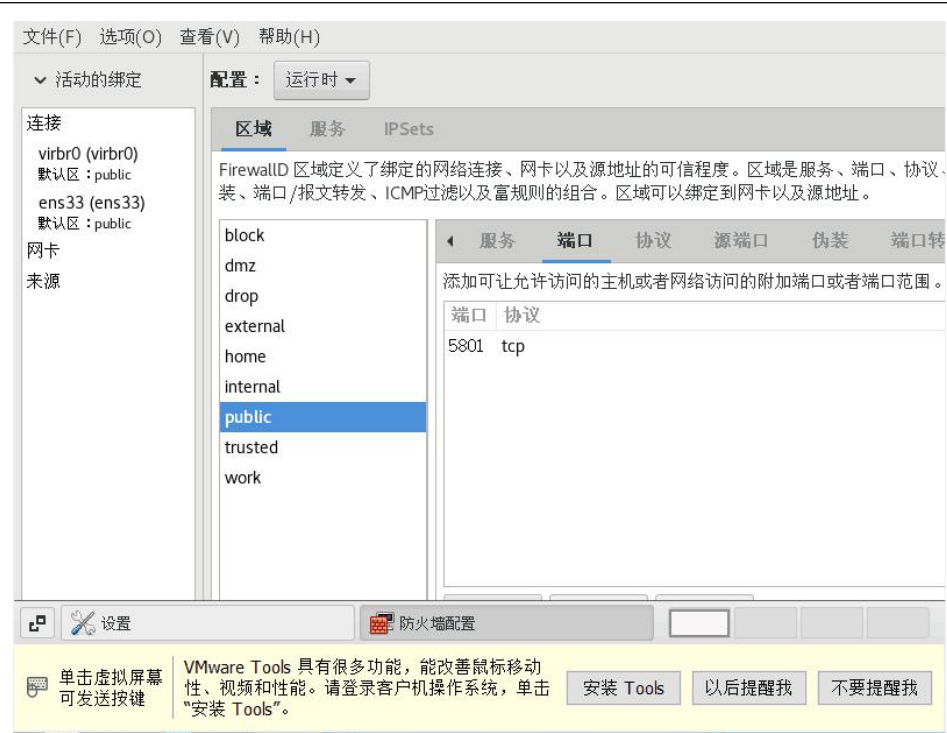 文件(F) 选项(O) 查看(V) 帮助(H)
活动的绑定
配置： 运行时
连接
virbr0 (virbr0)
默认区：public
ens33 (ens33)
默认区：public
网卡
来源
区域 服务 IPSets
FirewallD 区域定义了绑定的网络连接、网卡以及源地址的可信程度。区域是服务、端口、协议、
装、端口/报文转发、ICMP过滤以及富规则的组合。区域可以绑定到网卡以及源地址。
block
dmz
drop
external
home
internal
public
trusted
work
服务 端口 协议 源端口 伪装 端口转
添加可让允许访问的主机或者网络访问的附加端口或者端口范围。
端口 协议
5801 tcp
设置 防火墙配置
单击虚拟屏幕
可发送按键
VMware Tools 具有很多功能，能改善鼠标移动
性、视频和性能。请登录客户机操作系统，单击
“安装 Tools”。
安装 Tools 以后提醒我 不要提醒我